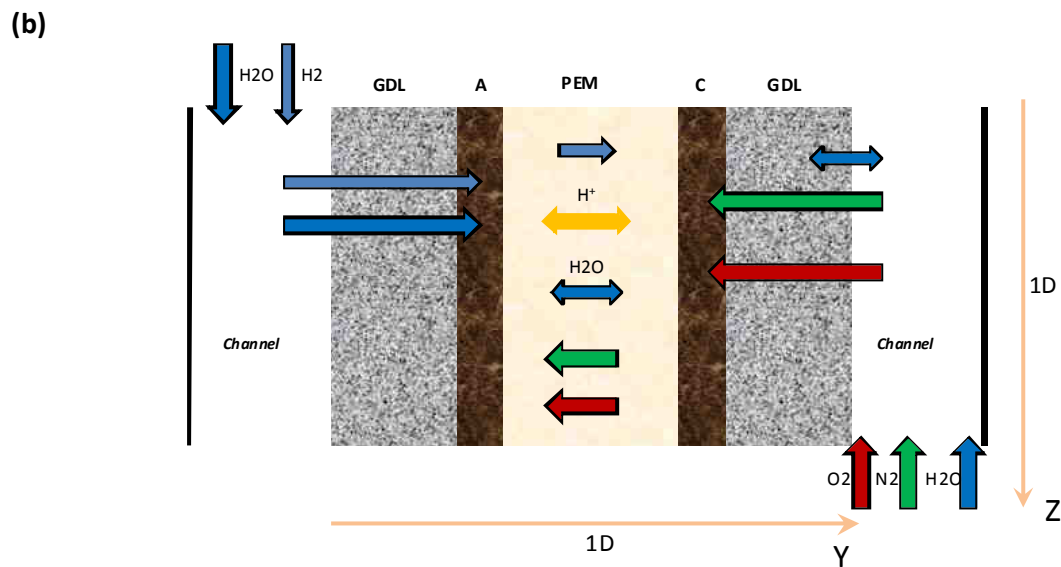 (b)
H2O H2
GDL A PEM C GDL
H⁺
H2O
1D
Channel Channel
O2 N2 H2O
Z
1D
Y